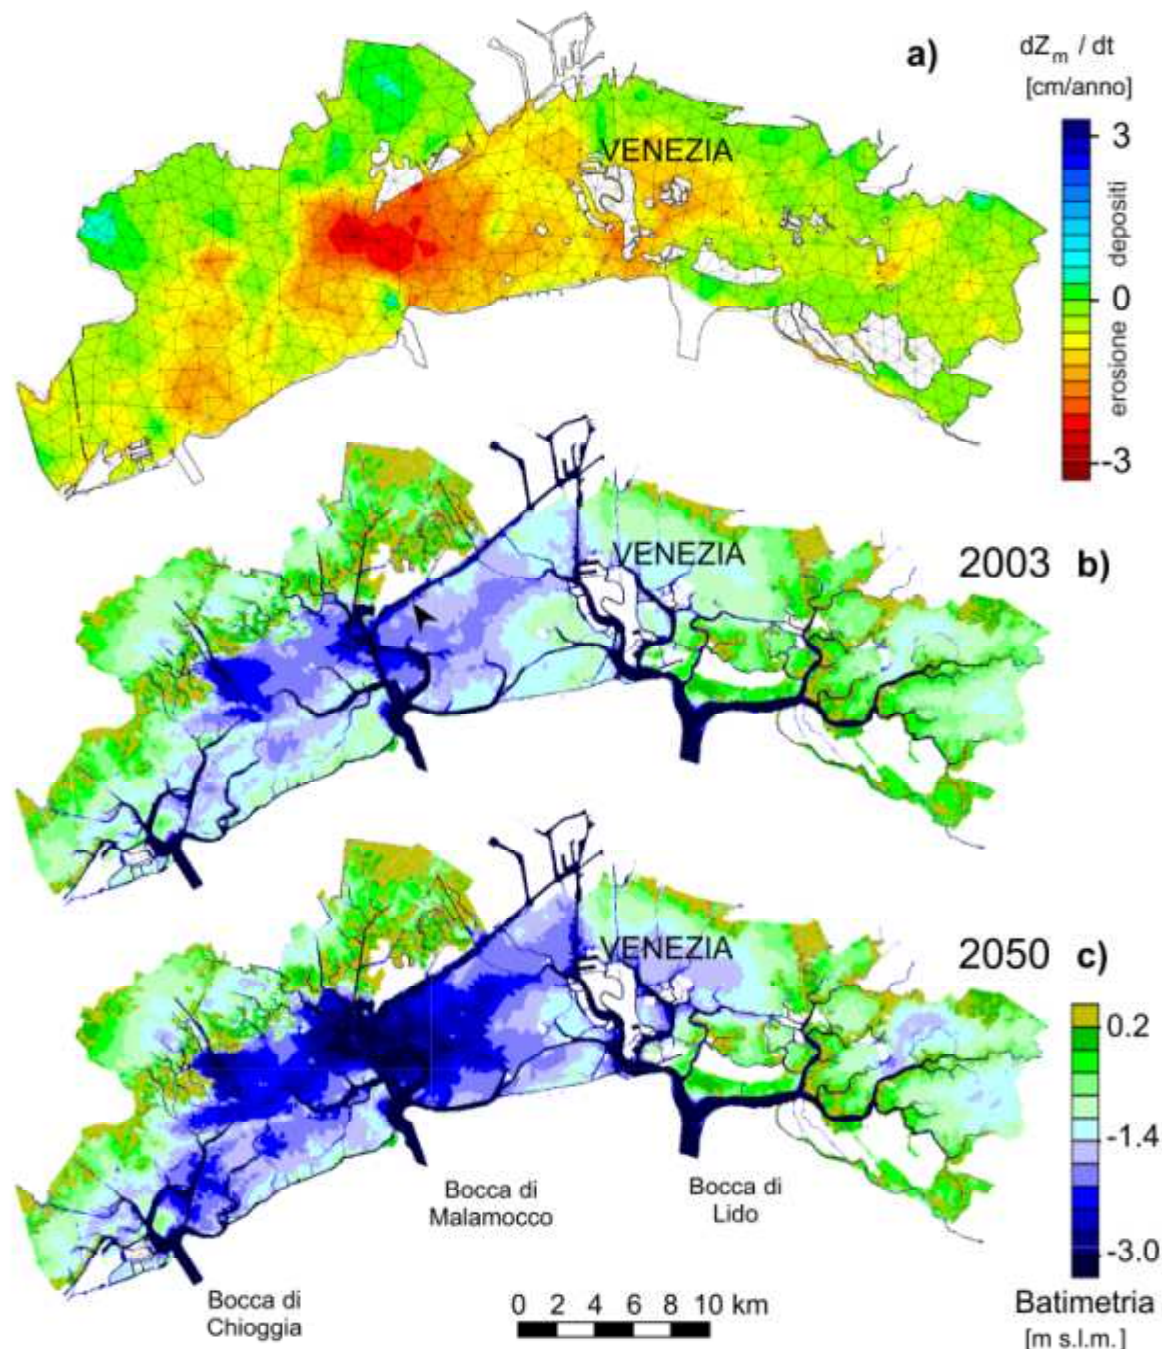 a)
dZm / dt
[cm/anno]
3
0
-3
depositi
erosione
VENEZIA
VENEZIA
2003 b)
VENEZIA
2050 c)
0.2
-1.4
-3.0
Batimetria
[m s.l.m.]
Bocca di
Malamocco
Bocca di
Lido
Bocca di
Chioggia
0 2 4 6 8 10 km